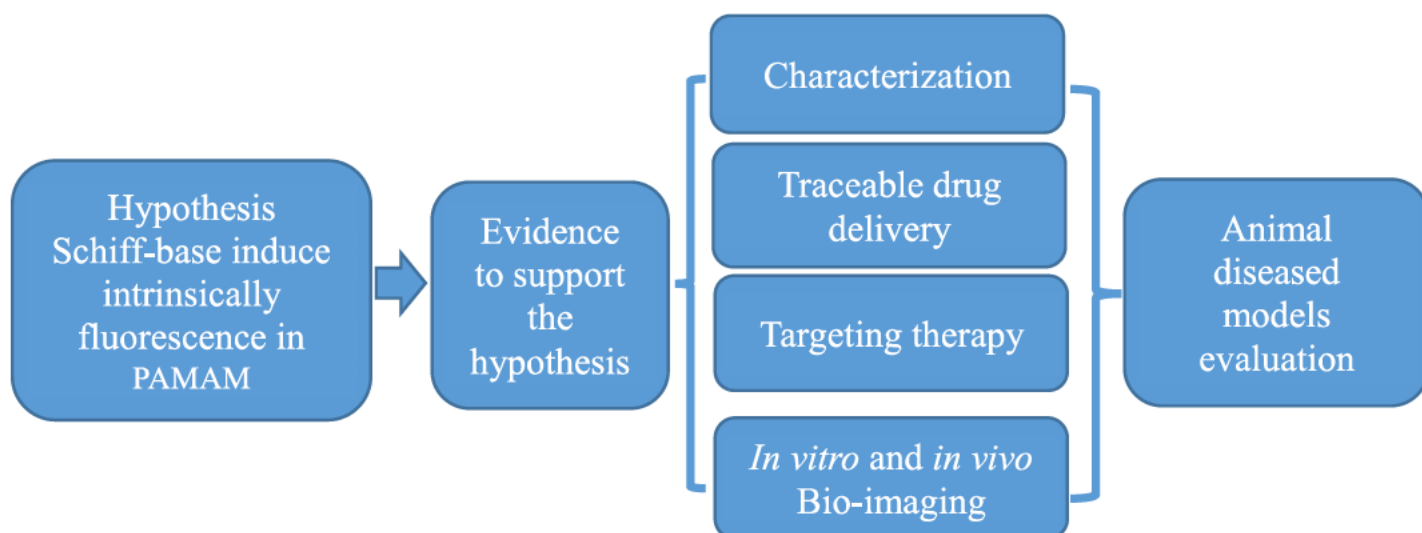 Hypothesis
Schiff-base induce
intrinsically
fluorescence in
PAMAM
Evidence
to support
the
hypothesis
Characterization
Traceable drug
delivery
Targeting therapy
In vitro and in vivo
Bio-imaging
Animal
diseased
models
evaluation